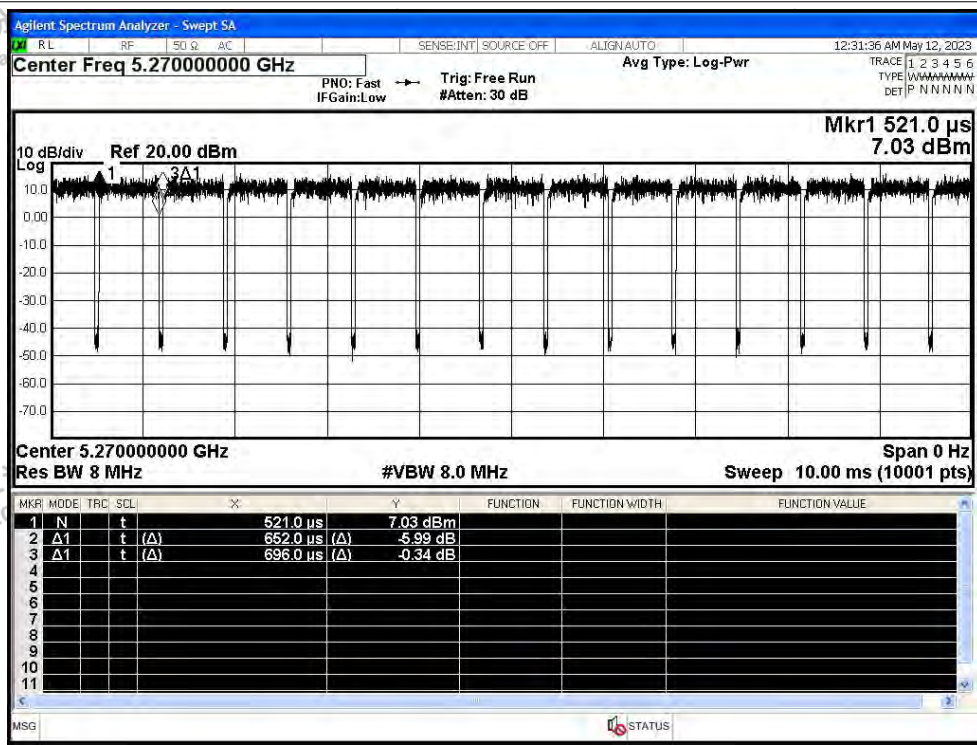 Agilent Spectrum Analyzer - Swept SA
RL RF 50 Ω AC SENSE:INT SOURCE OFF ALIGN AUTO 12:31:36 AM May 12, 2023
Center Freq 5.270000000 GHz Avg Type: Log-Pwr TRACE 1 2 3 4 5 6
PNO: Fast Trig: Free Run TYPE
IFGain:Low #Atten: 30 dB DET P N N N N N
Mkr1 521.0 µs
10 dB/div Ref 20.00 dBm 7.03 dBm
Log
1 3Δ1
10.0
0.00
-10.0
-20.0
-30.0
-40.0
-50.0
-60.0
-70.0
Center 5.270000000 GHz Span 0 Hz
Res BW 8 MHz #VBW 8.0 MHz Sweep 10.00 ms (10001 pts)
MKR MODE TRC SCL X Y FUNCTION FUNCTION WIDTH FUNCTION VALUE
1 N t 521.0 µs 7.03 dBm
2 Δ1 t (Δ) 652.0 µs (Δ) -5.99 dB
3 Δ1 t (Δ) 696.0 µs (Δ) -0.34 dB
4
5
6
7
8
9
10
11
MSG STATUS